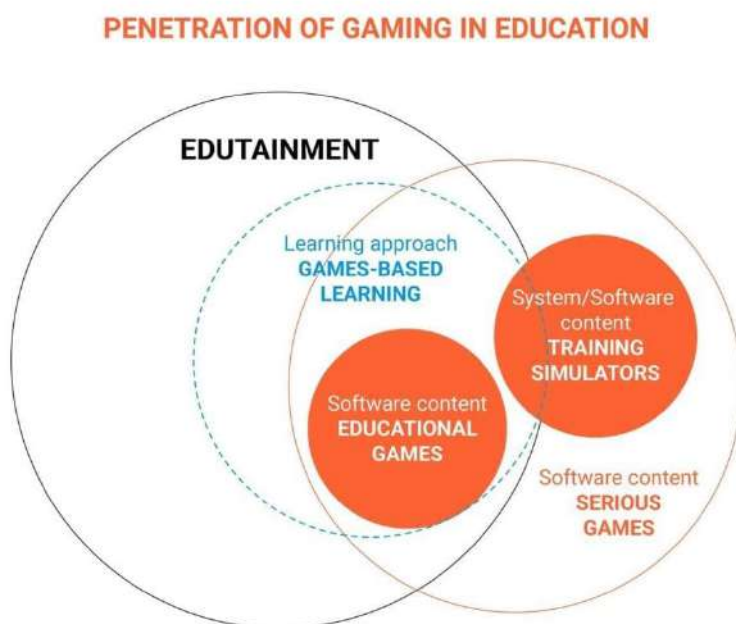 PENETRATION OF GAMING IN EDUCATION
EDUTAINMENT
Learning approach
GAMES-BASED
LEARNING
System/Software
content
TRAINING
SIMULATORS
Software content
EDUCATIONAL
GAMES
Software content
SERIOUS
GAMES